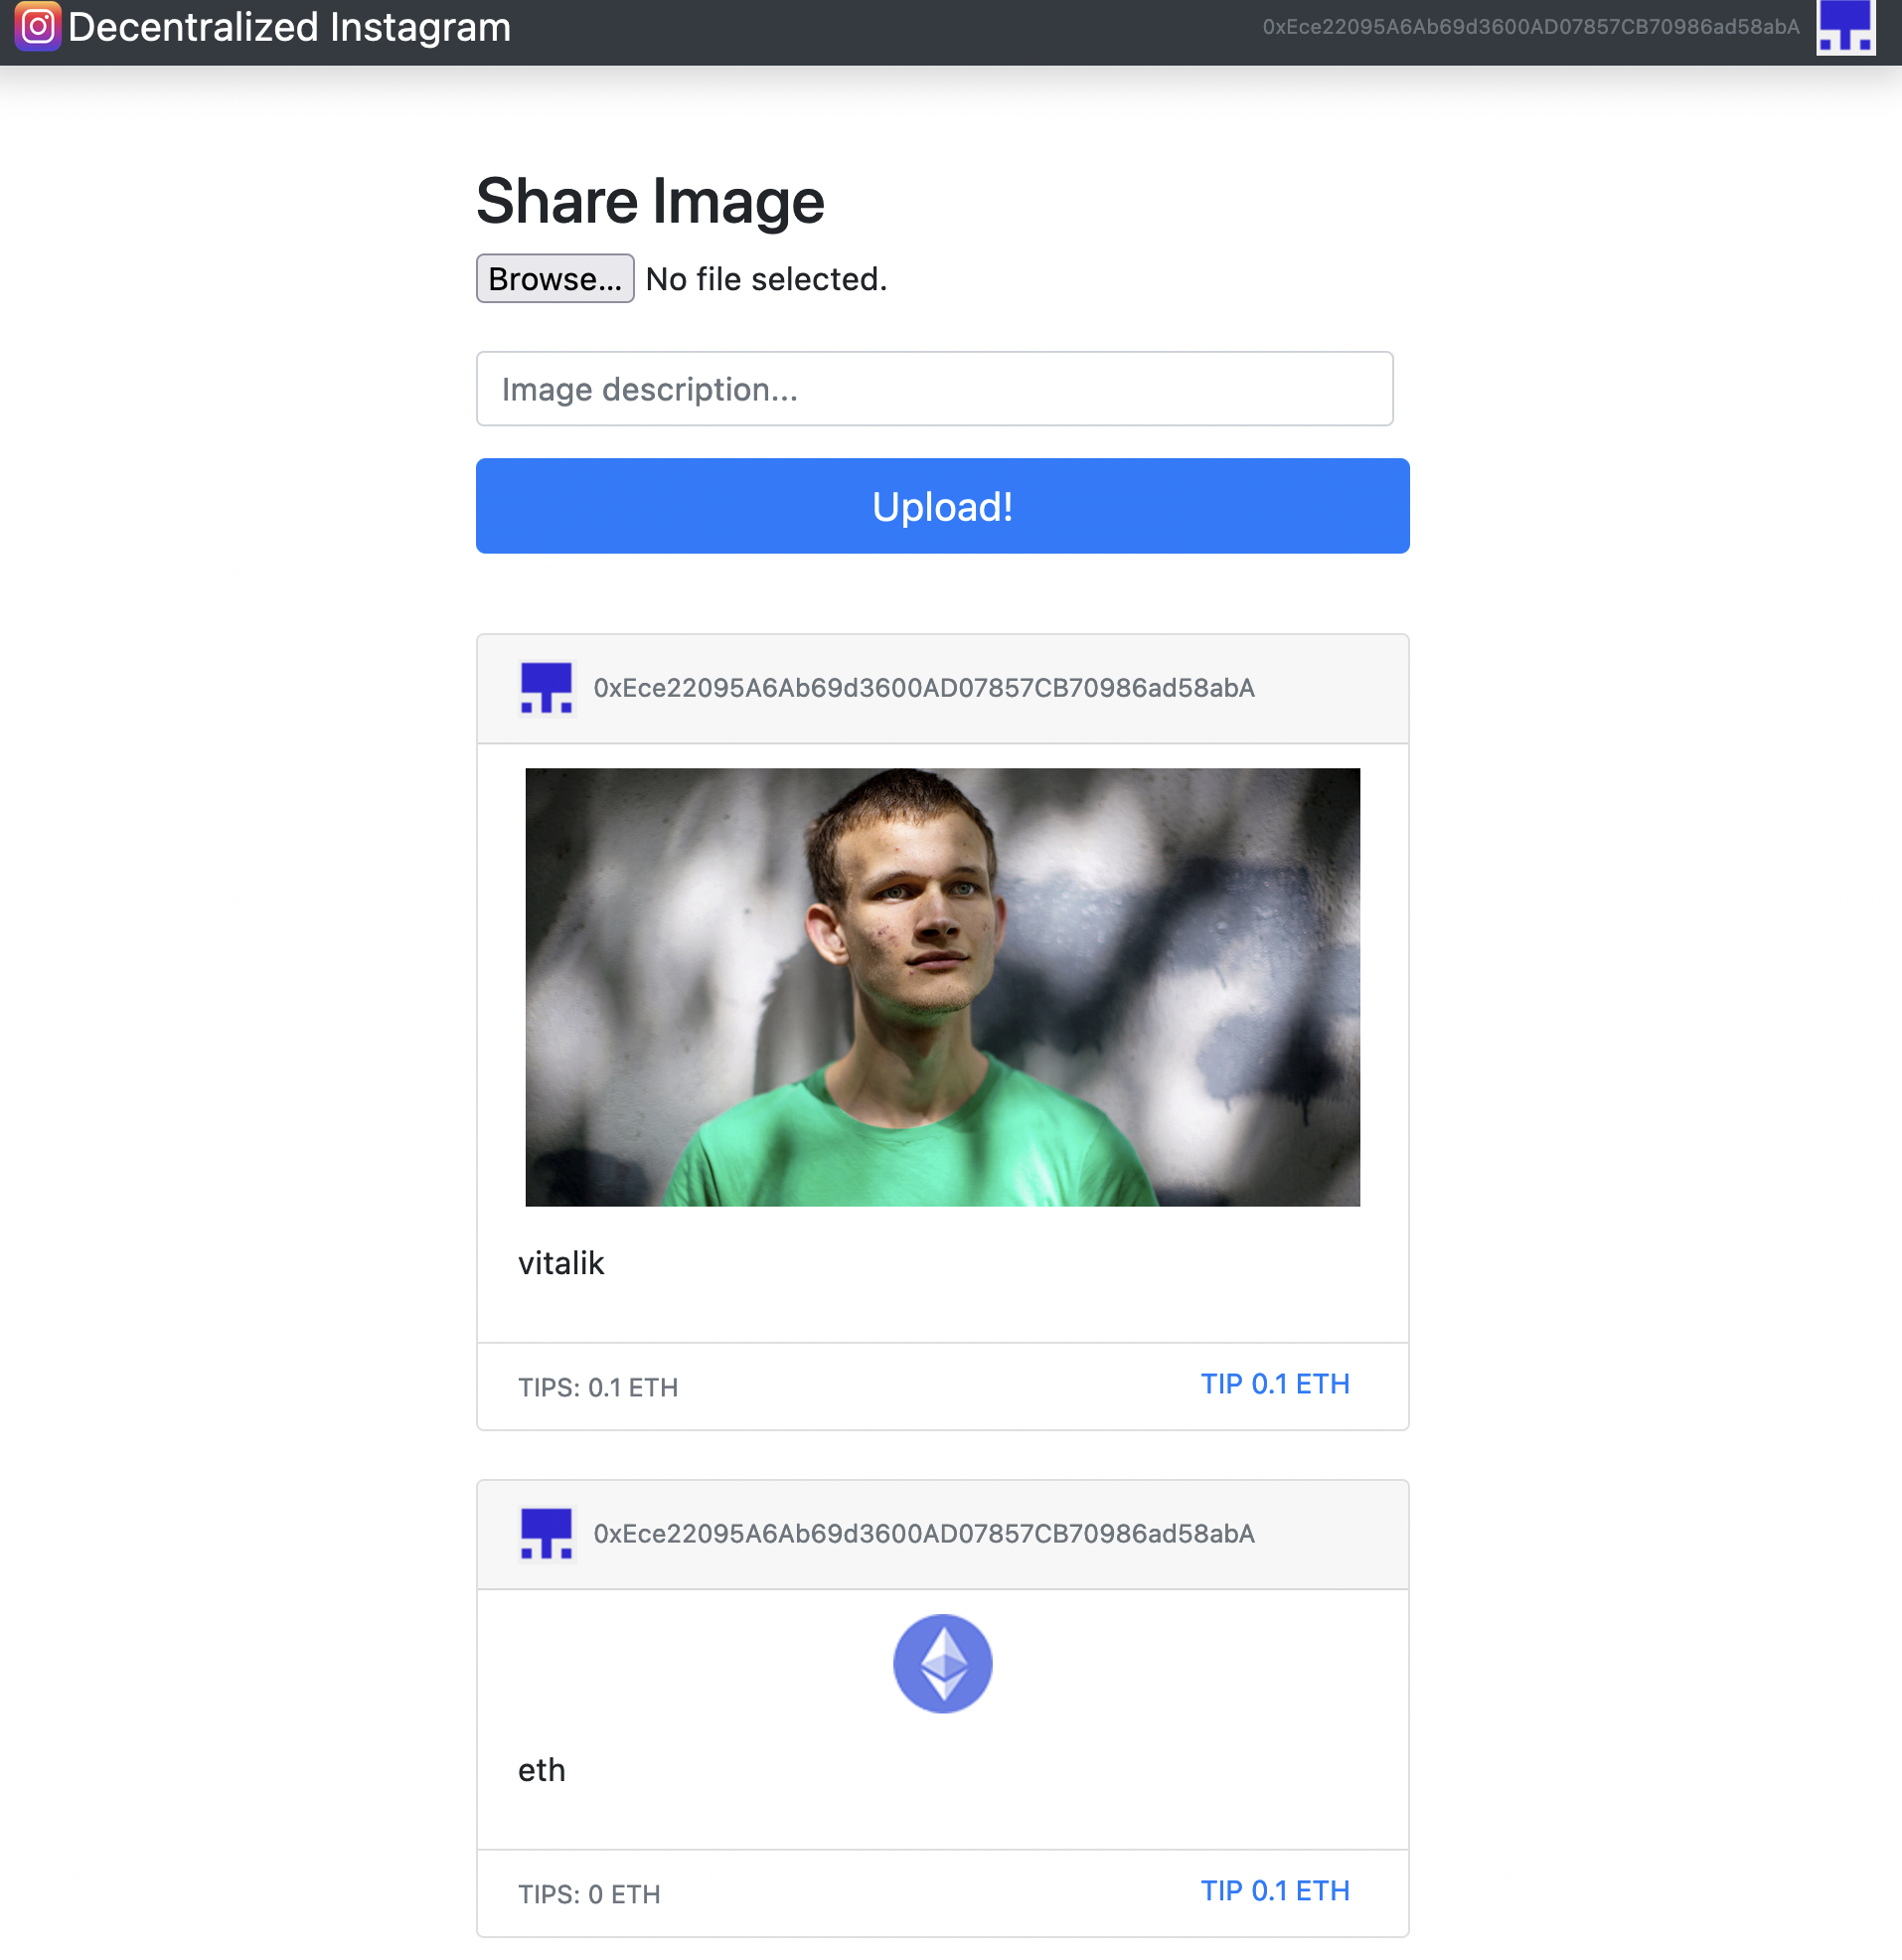 Decentralized Instagram
0xEce22095A6Ab69d3600AD07857CB70986ad58abA
Share Image
Browse... No file selected.
Image description...
Upload!
0xEce22095A6Ab69d3600AD07857CB70986ad58abA
vitalik
TIPS: 0.1 ETH
TIP 0.1 ETH
0xEce22095A6Ab69d3600AD07857CB70986ad58abA
eth
TIPS: 0 ETH
TIP 0.1 ETH